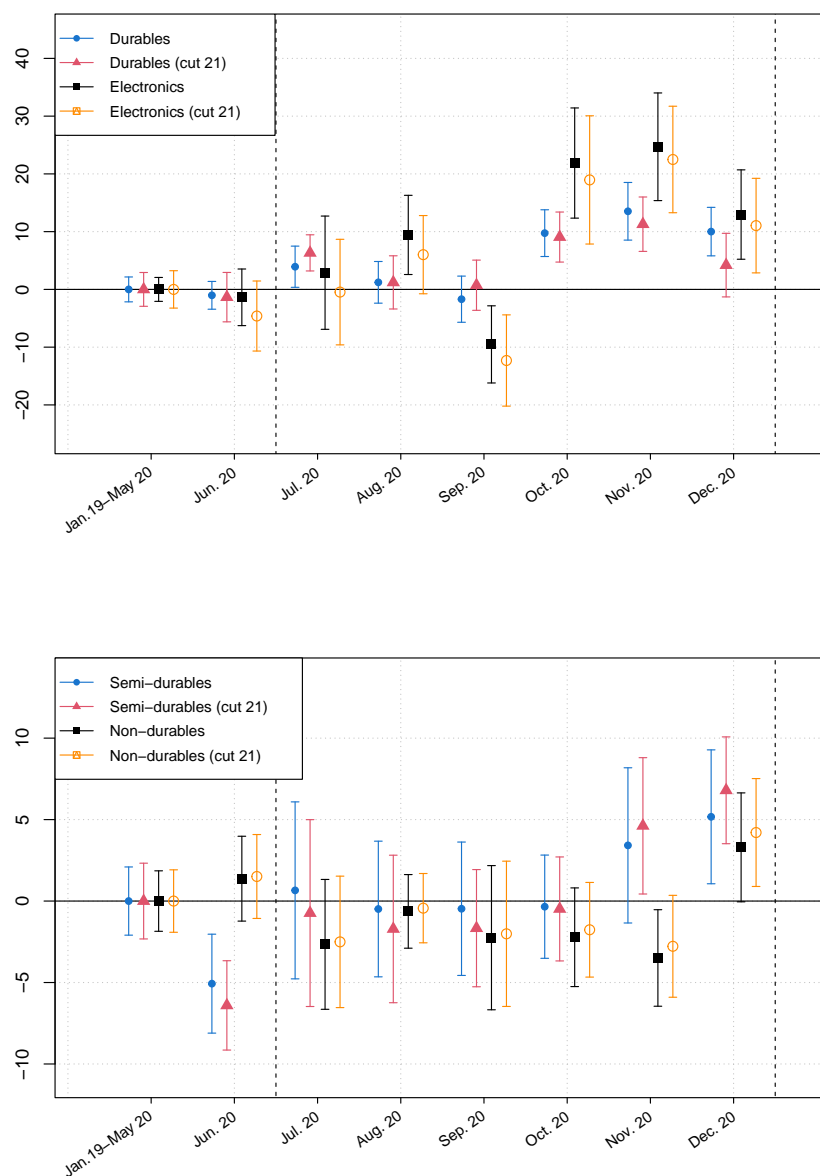 Durables
Durables (cut 21)
Electronics
Electronics (cut 21)
40
30
20
10
0
−10
−20
Jan.19−May 20
Jun. 20
Jul. 20
Aug. 20
Sep. 20
Oct. 20
Nov. 20
Dec. 20
Semi−durables
Semi−durables (cut 21)
Non−durables
Non−durables (cut 21)
10
5
0
−5
−10
Jan.19−May 20
Jun. 20
Jul. 20
Aug. 20
Sep. 20
Oct. 20
Nov. 20
Dec. 20